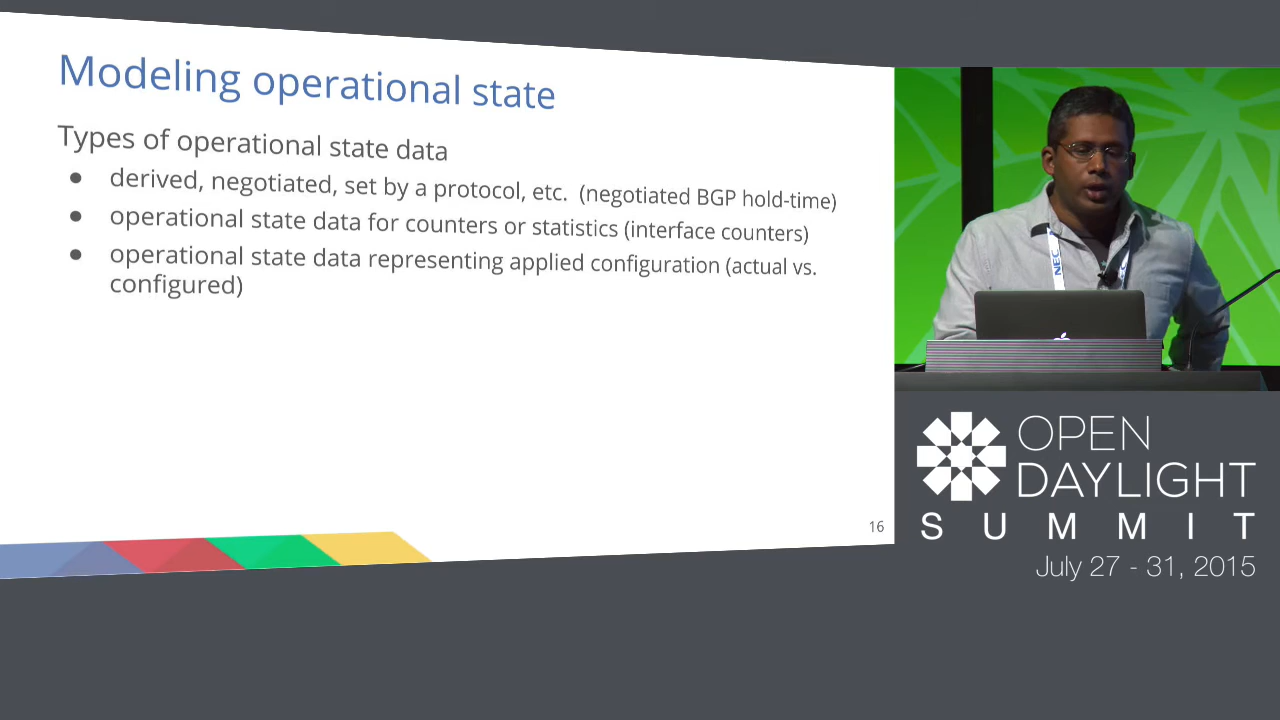 Modeling operational state
Types of operational state data
● derived, negotiated, set by a protocol, etc. (negotiated BGP hold-time)
● operational state data for counters or statistics (interface counters)
● operational state data representing applied configuration (actual vs.
configured)
16
NEC
OPEN
DAYLIGHT
SUMMIT
July 27 - 31, 2015